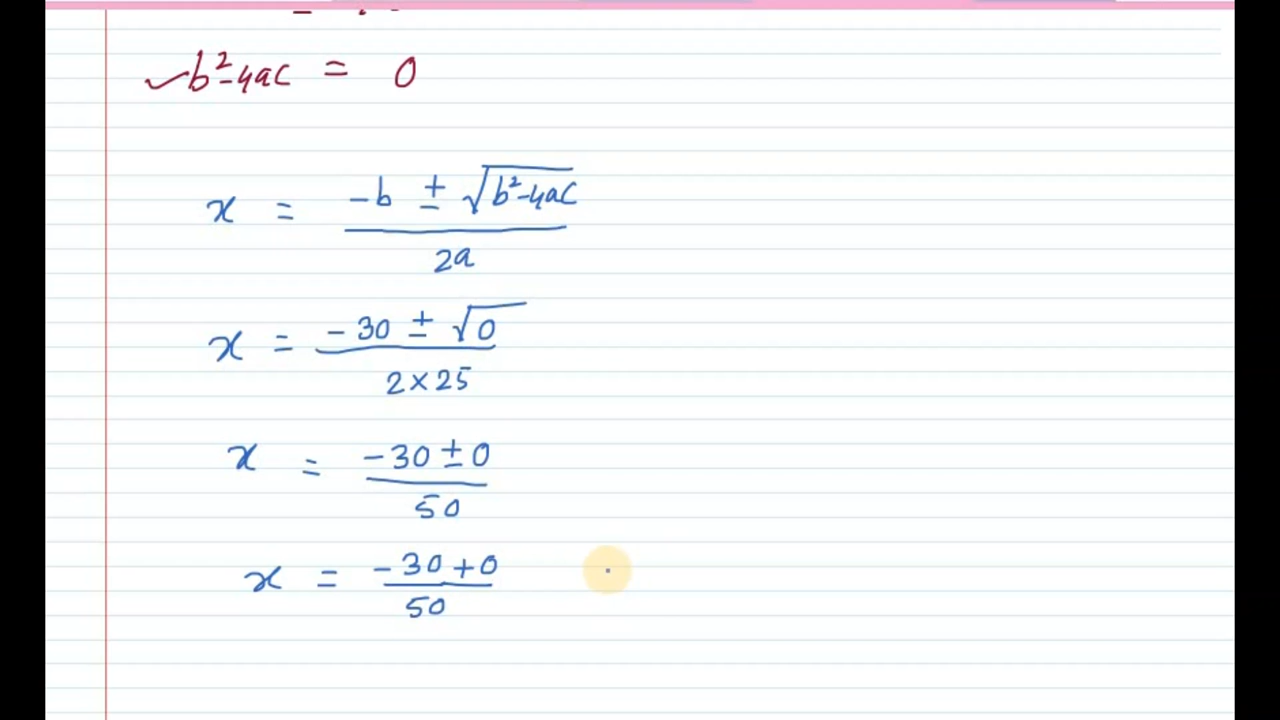 b²-4ac = 0
x = -b ± √b²-4ac / 2a
x = -30 ± √0 / 2×25
x = -30 ± 0 / 50
x = -30+0 / 50